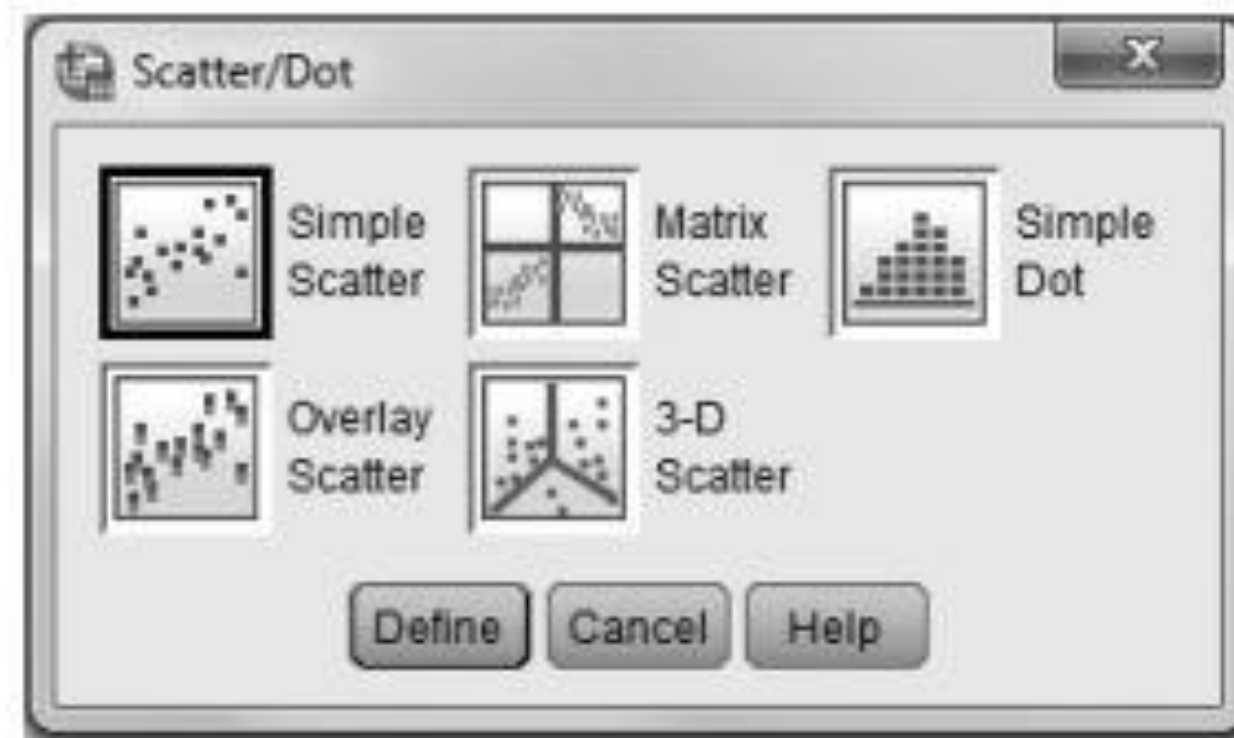 Scatter/Dot
Simple
Scatter
Matrix
Scatter
Simple
Dot
Overlay
Scatter
3-D
Scatter
Define
Cancel
Help